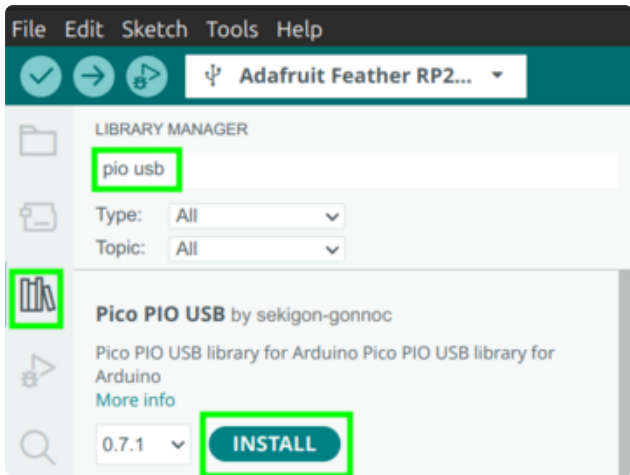 File Edit Sketch Tools Help
Adafruit Feather RP2...
LIBRARY MANAGER
pio usb
Type: All
Topic: All
Pico PIO USB by sekigon-gonnoc
Pico PIO USB library for Arduino Pico PIO USB library for
Arduino
More info
0.7.1 INSTALL